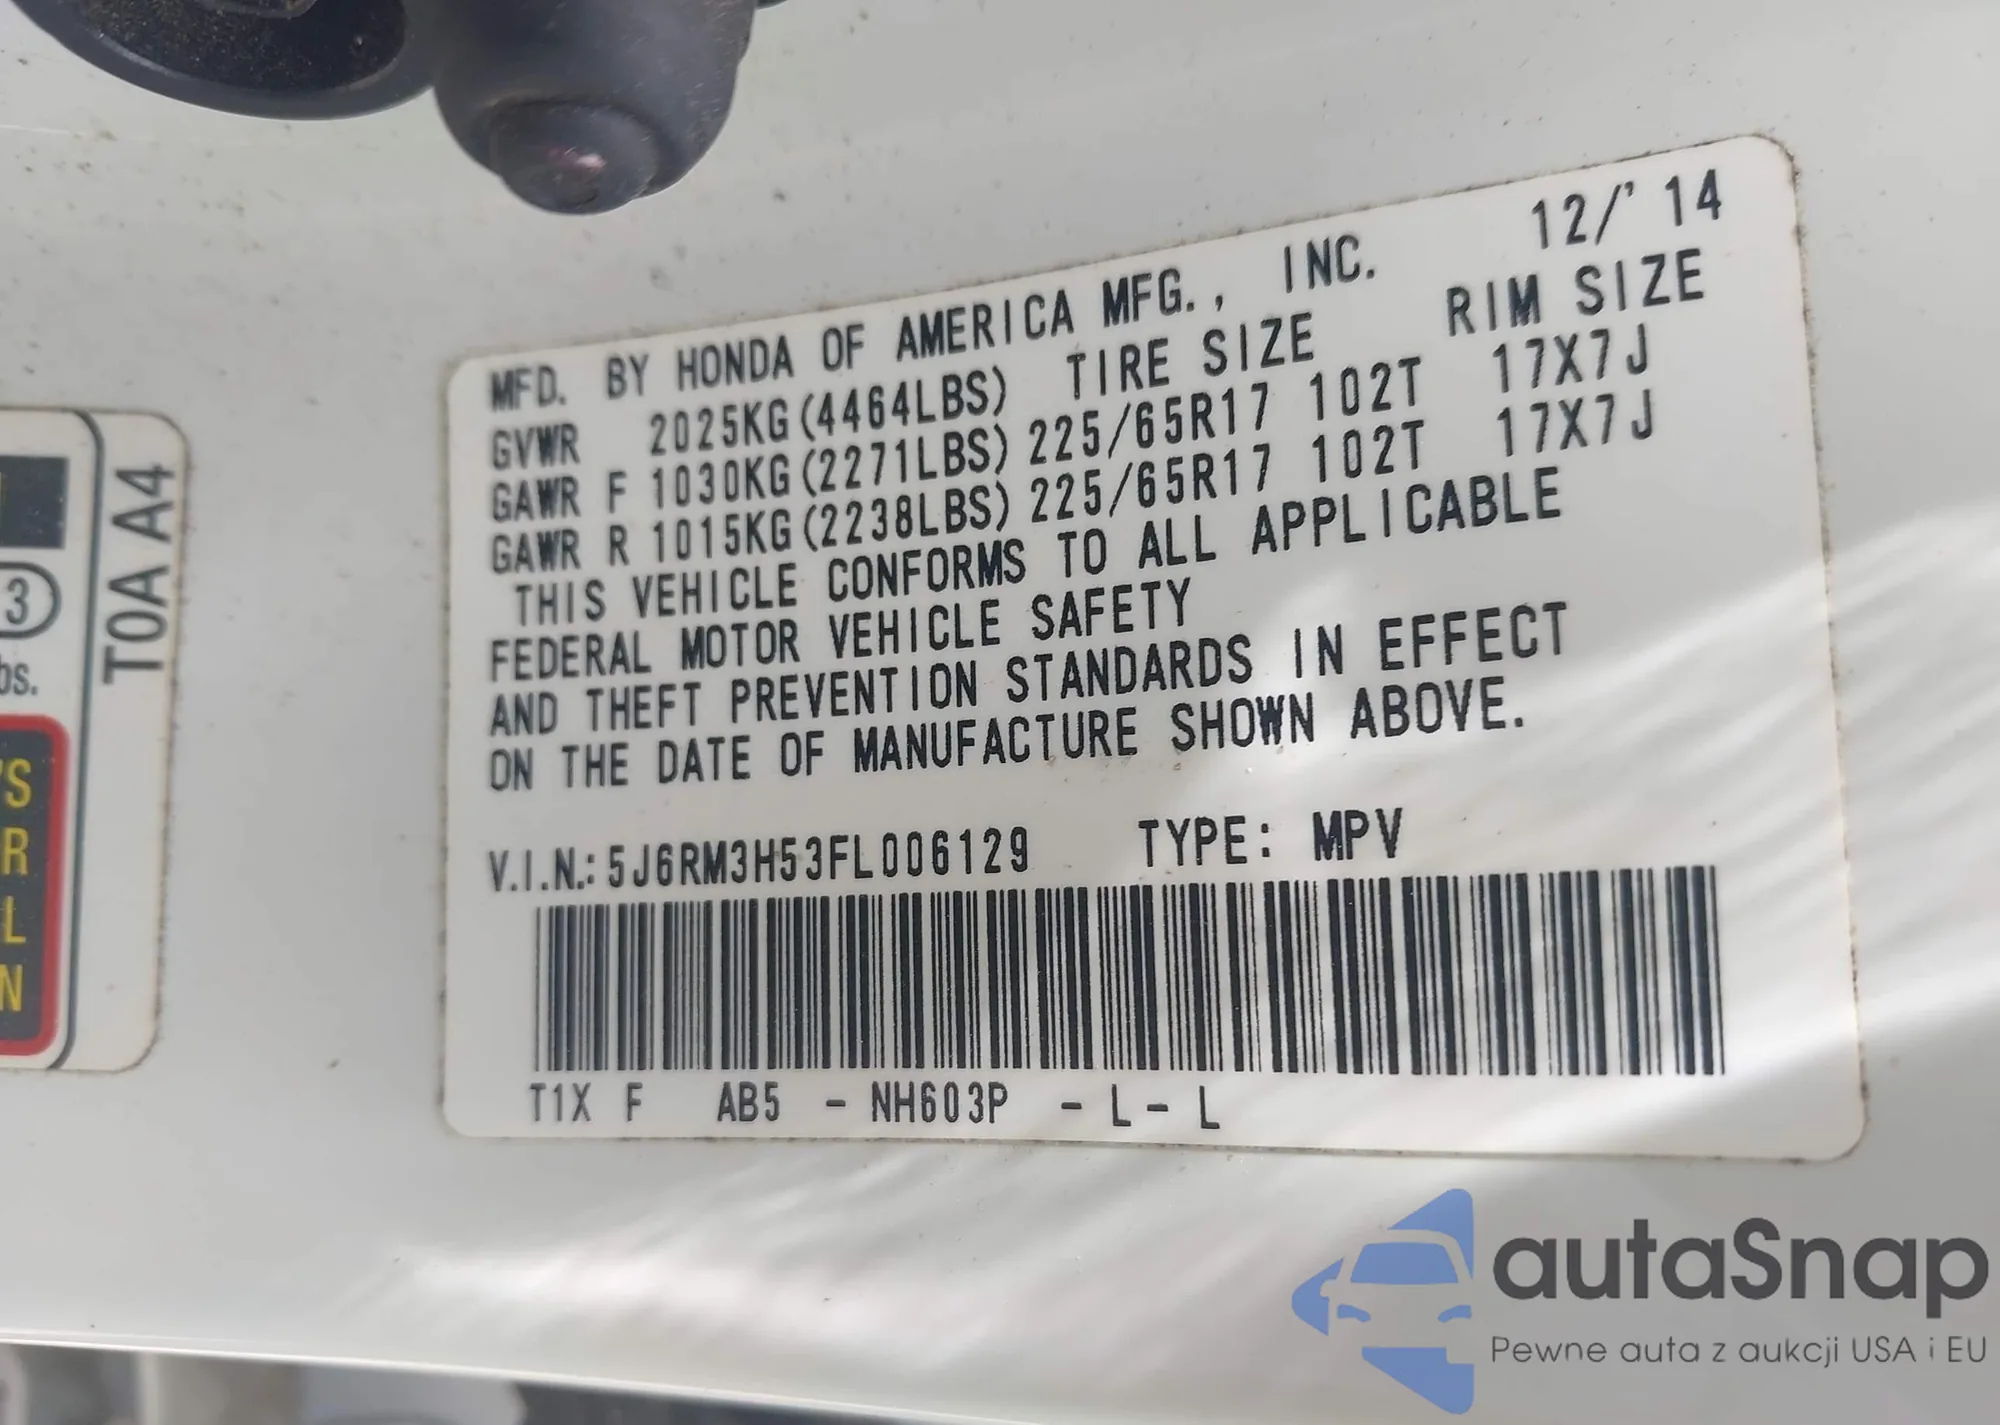 12/'14
MFD. BY HONDA OF AMERICA MFG., INC.
GVWR 2025KG(4464LBS) TIRE SIZE RIM SIZE
GAWR F 1030KG(2271LBS) 225/65R17 102T 17X7J
GAWR R 1015KG(2238LBS) 225/65R17 102T 17X7J
THIS VEHICLE CONFORMS TO ALL APPLICABLE
FEDERAL MOTOR VEHICLE SAFETY
AND THEFT PREVENTION STANDARDS IN EFFECT
ON THE DATE OF MANUFACTURE SHOWN ABOVE.
V.I.N.: 5J6RM3H53FL006129 TYPE: MPV
T1X F AB5 - NH603P - L - L
T0A A4
3
bs.
'S
R
L
N
autaSnap
Pewne auta z aukcji USA i EU